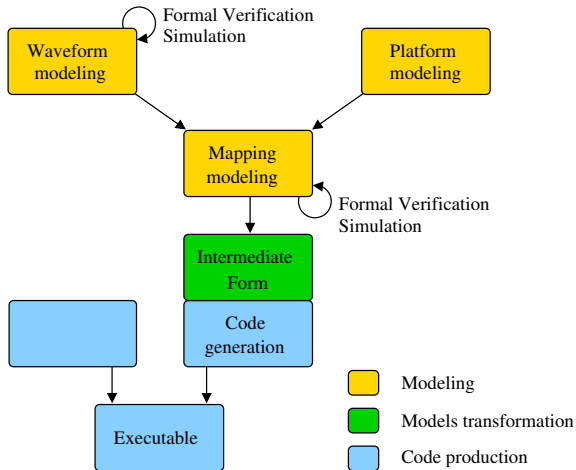 Formal Verification
Simulation
Waveform
modeling
Platform
modeling
Mapping
modeling
Formal Verification
Simulation
Intermediate
Form
Code
generation
Executable
Modeling
Models transformation
Code production